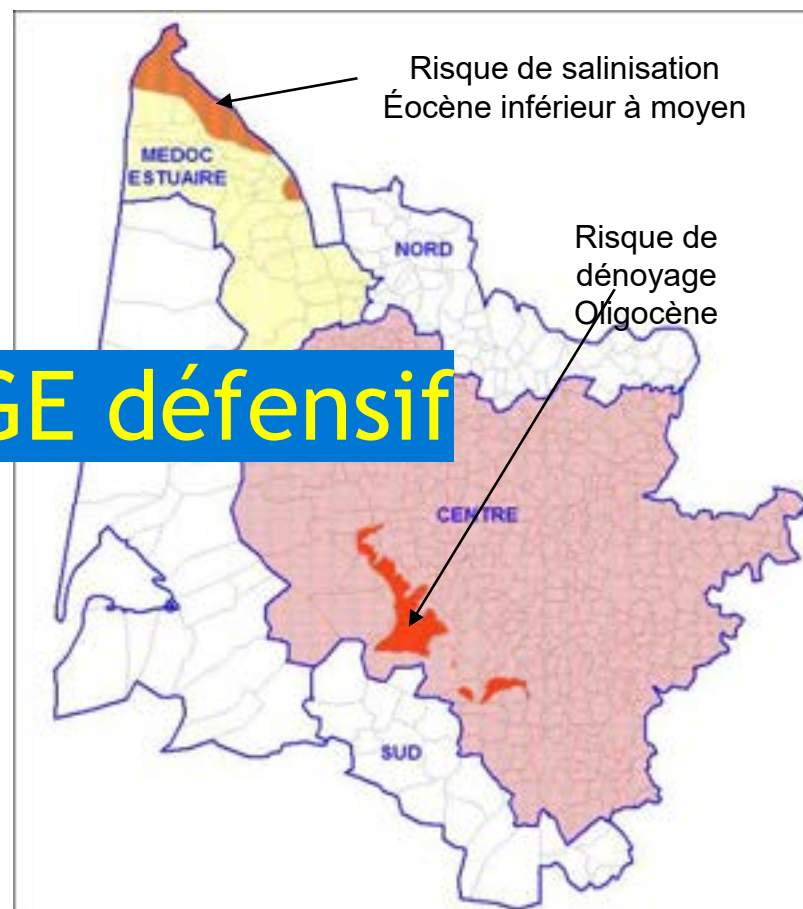 Risque de salinisation
Éocène inférieur à moyen
MEDOC
ESTUAIRE
NORD
Risque de
dénoyage
Oligocène
GE défensif
CENTRE
SUD